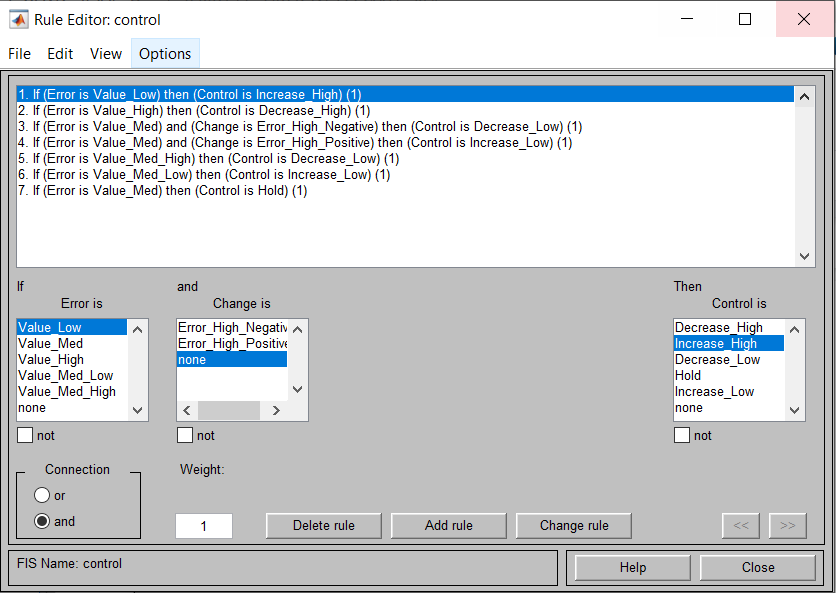 Rule Editor: control
File Edit View Options
1. If (Error is Value_Low) then (Control is Increase_High) (1)
2. If (Error is Value_High) then (Control is Decrease_High) (1)
3. If (Error is Value_Med) and (Change is Error_High_Negative) then (Control is Decrease_Low) (1)
4. If (Error is Value_Med) and (Change is Error_High_Positive) then (Control is Increase_Low) (1)
5. If (Error is Value_Med_High) then (Control is Decrease_Low) (1)
6. If (Error is Value_Med_Low) then (Control is Increase_Low) (1)
7. If (Error is Value_Med) then (Control is Hold) (1)
If
Error is
Value_Low
Value_Med
Value_High
Value_Med_Low
Value_Med_High
none
not
and
Change is
Error_High_Negativ
Error_High_Positive
none
not
Then
Control is
Decrease_High
Increase_High
Decrease_Low
Hold
Increase_Low
none
not
Connection
or
and
Weight:
1
Delete rule
Add rule
Change rule
<<
>>
FIS Name: control
Help
Close